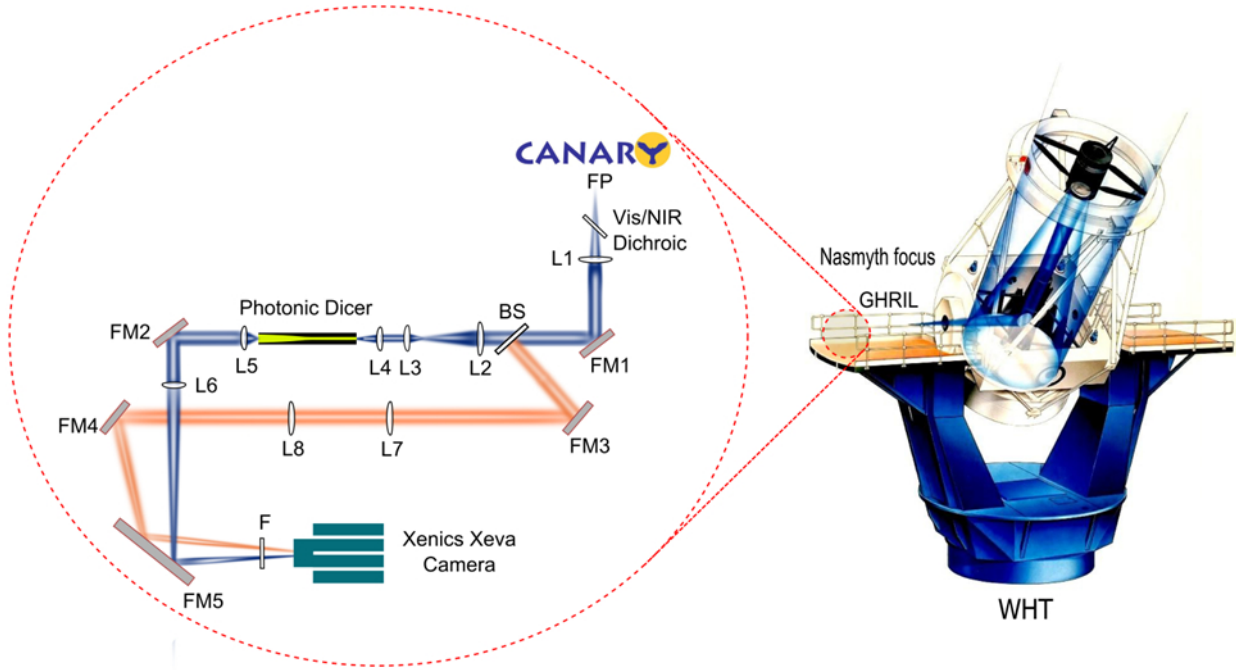 CANARY
FP
Vis/NIR
Dichroic
L1
Photonic Dicer
BS
FM2
L5
L4
L3
L2
FM1
L6
FM4
L8
L7
FM3
F
Xenics Xeva
Camera
FM5
Nasmyth focus
GHRIL
WHT